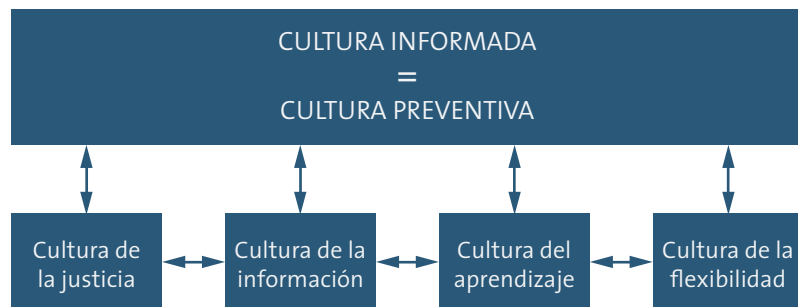 CULTURA INFORMADA
=
CULTURA PREVENTIVA
Cultura de
la justicia
Cultura de la
información
Cultura del
aprendizaje
Cultura de la
flexibilidad